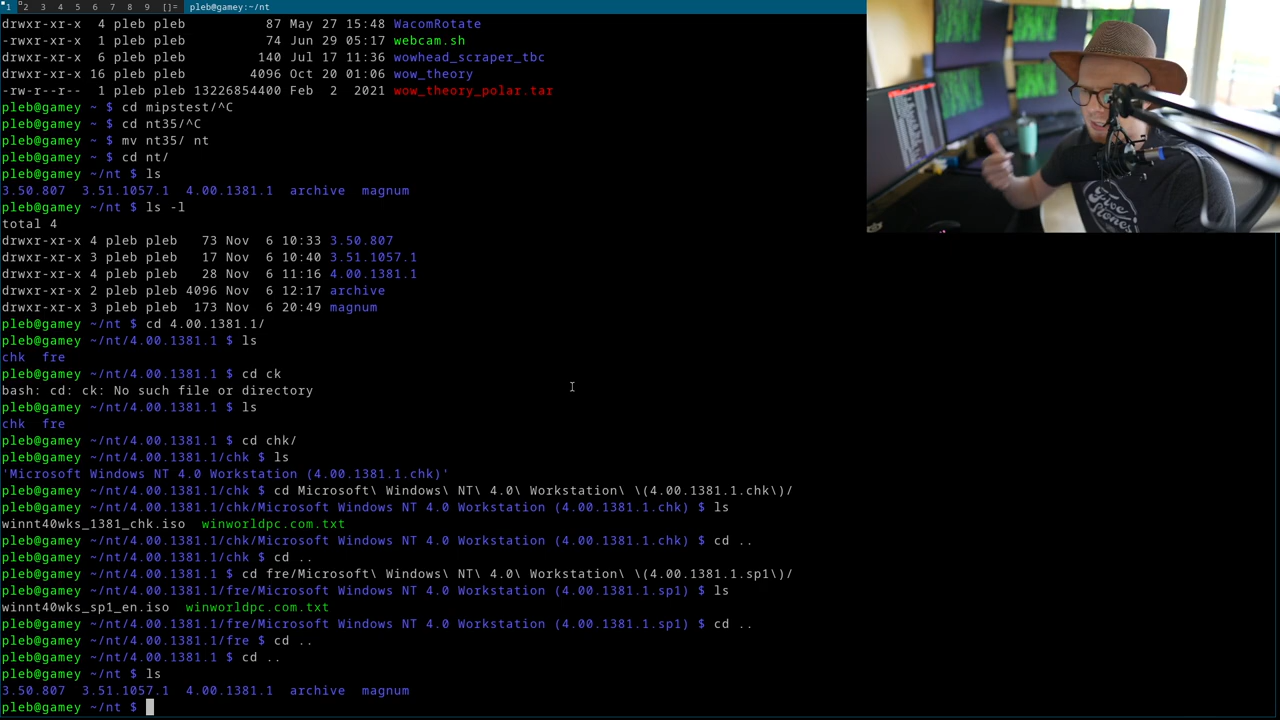 1 2 3 4 5 6 7 8 9 []= pleb@gamey:~/nt
drwxr-xr-x 4 pleb pleb 87 May 27 15:48 WacomRotate
-rwxr-xr-x 1 pleb pleb 74 Jun 29 05:17 webcam.sh
drwxr-xr-x 6 pleb pleb 140 Jul 17 11:36 wowhead_scraper_tbc
drwxr-xr-x 16 pleb pleb 4096 Oct 20 01:06 wow_theory
-rw-r--r-- 1 pleb pleb 13226854400 Feb 2 2021 wow_theory_polar.tar
pleb@gamey ~ $ cd mipstest/^C
pleb@gamey ~ $ cd nt35/^C
pleb@gamey ~ $ mv nt35/ nt
pleb@gamey ~ $ cd nt/
pleb@gamey ~/nt $ ls
3.50.807 3.51.1057.1 4.00.1381.1 archive magnum
pleb@gamey ~/nt $ ls -l
total 4
drwxr-xr-x 4 pleb pleb 73 Nov 6 10:33 3.50.807
drwxr-xr-x 3 pleb pleb 17 Nov 6 10:40 3.51.1057.1
drwxr-xr-x 4 pleb pleb 28 Nov 6 11:16 4.00.1381.1
drwxr-xr-x 2 pleb pleb 4096 Nov 6 12:17 archive
drwxr-xr-x 3 pleb pleb 173 Nov 6 20:49 magnum
pleb@gamey ~/nt $ cd 4.00.1381.1/
pleb@gamey ~/nt/4.00.1381.1 $ ls
chk fre
pleb@gamey ~/nt/4.00.1381.1 $ cd ck
bash: cd: ck: No such file or directory
pleb@gamey ~/nt/4.00.1381.1 $ ls
chk fre
pleb@gamey ~/nt/4.00.1381.1 $ cd chk/
pleb@gamey ~/nt/4.00.1381.1/chk $ ls
'Microsoft Windows NT 4.0 Workstation (4.00.1381.1.chk)'
pleb@gamey ~/nt/4.00.1381.1/chk $ cd Microsoft\ Windows\ NT\ 4.0\ Workstation\ \(4.00.1381.1.chk\)/
pleb@gamey ~/nt/4.00.1381.1/chk/Microsoft Windows NT 4.0 Workstation (4.00.1381.1.chk) $ ls
winnt40wks_1381_chk.iso winworldpc.com.txt
pleb@gamey ~/nt/4.00.1381.1/chk/Microsoft Windows NT 4.0 Workstation (4.00.1381.1.chk) $ cd ..
pleb@gamey ~/nt/4.00.1381.1/chk $ cd ..
pleb@gamey ~/nt/4.00.1381.1 $ cd fre/Microsoft\ Windows\ NT\ 4.0\ Workstation\ \(4.00.1381.1.sp1\)/
pleb@gamey ~/nt/4.00.1381.1/fre/Microsoft Windows NT 4.0 Workstation (4.00.1381.1.sp1) $ ls
winnt40wks_sp1_en.iso winworldpc.com.txt
pleb@gamey ~/nt/4.00.1381.1/fre/Microsoft Windows NT 4.0 Workstation (4.00.1381.1.sp1) $ cd ..
pleb@gamey ~/nt/4.00.1381.1/fre $ cd ..
pleb@gamey ~/nt/4.00.1381.1 $ cd ..
pleb@gamey ~/nt $ ls
3.50.807 3.51.1057.1 4.00.1381.1 archive magnum
pleb@gamey ~/nt $